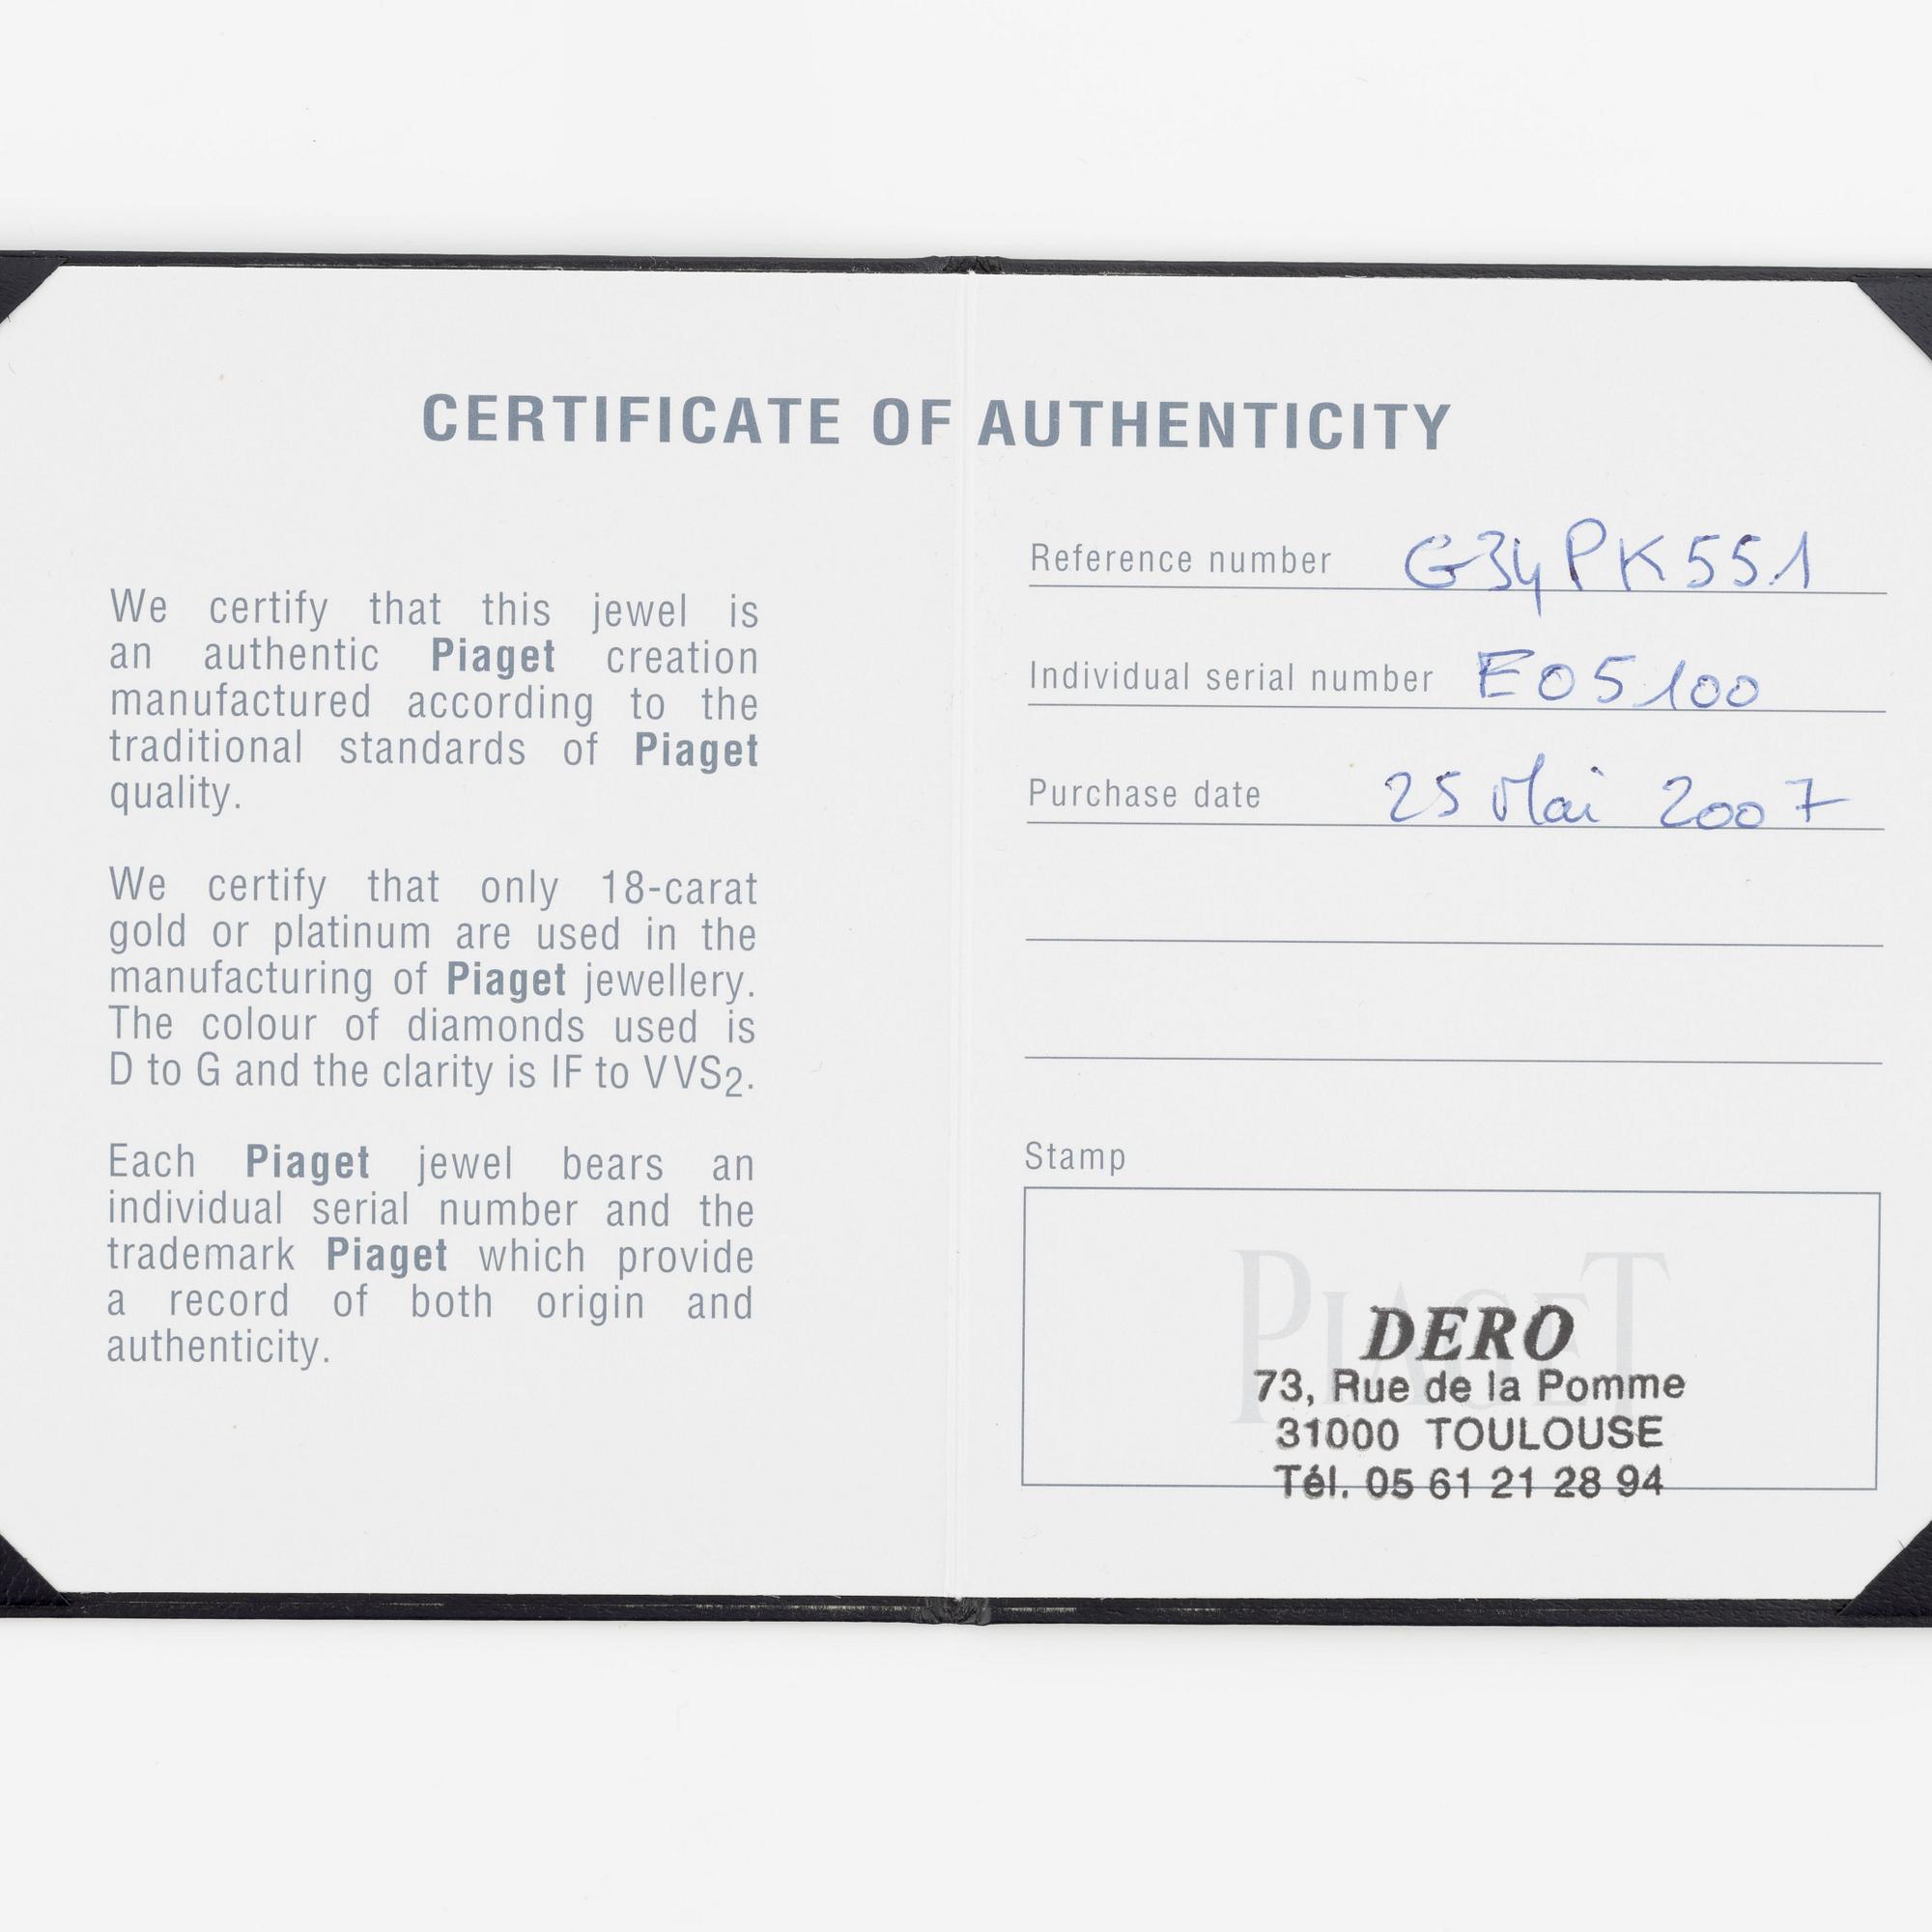 CERTIFICATE OF AUTHENTICITY
We certify that this jewel is
an authentic Piaget creation
manufactured according to the
traditional standards of Piaget
quality.
We certify that only 18-carat
gold or platinum are used in the
manufacturing of Piaget jewellery.
The colour of diamonds used is
D to G and the clarity is IF to VVS2.
Each Piaget jewel bears an
individual serial number and the
trademark Piaget which provide
a record of both origin and
authenticity.
Reference number G34PK551
Individual serial number E05100
Purchase date 25 Mai 2007
Stamp
PIAGET
DERO
73, Rue de la Pomme
31000 TOULOUSE
Tél. 05 61 21 28 94